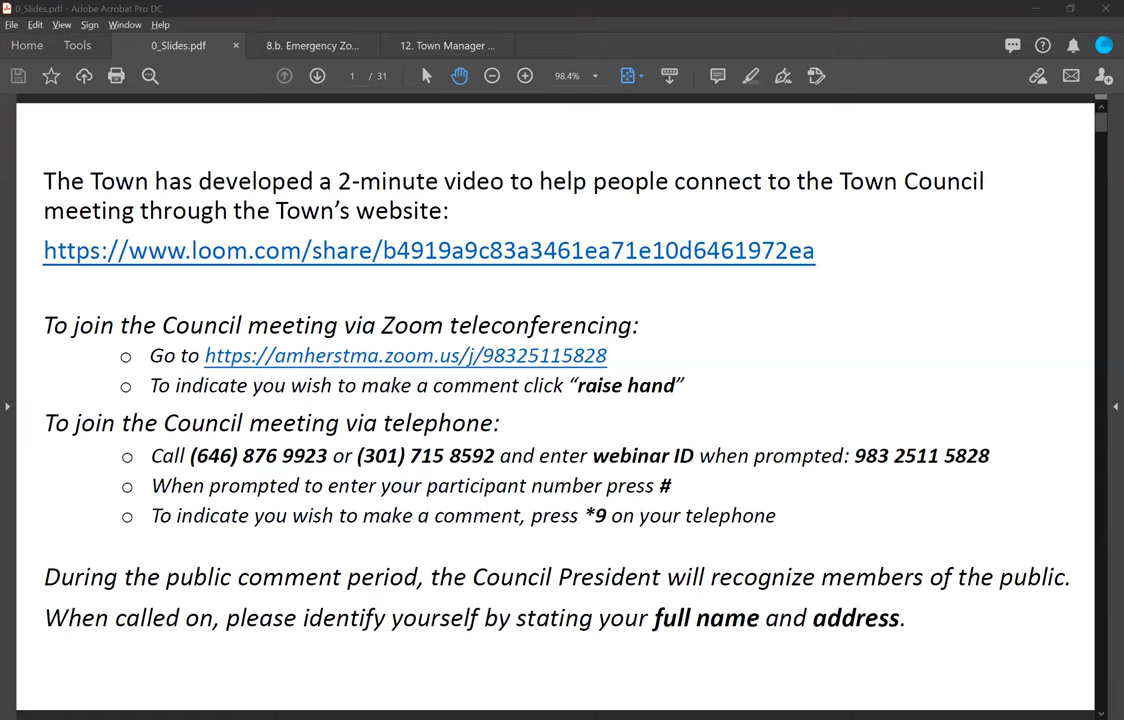 0_Slides.pdf - Adobe Acrobat Pro DC
File Edit View Sign Window Help
Home Tools 0_Slides.pdf × 8.b. Emergency Zo... 12. Town Manager ...
1 / 31 98.4%
The Town has developed a 2-minute video to help people connect to the Town Council
meeting through the Town’s website:
https://www.loom.com/share/b4919a9c83a3461ea71e10d6461972ea
To join the Council meeting via Zoom teleconferencing:
o Go to https://amherstma.zoom.us/j/98325115828
o To indicate you wish to make a comment click “raise hand”
To join the Council meeting via telephone:
o Call (646) 876 9923 or (301) 715 8592 and enter webinar ID when prompted: 983 2511 5828
o When prompted to enter your participant number press #
o To indicate you wish to make a comment, press *9 on your telephone
During the public comment period, the Council President will recognize members of the public.
When called on, please identify yourself by stating your full name and address.